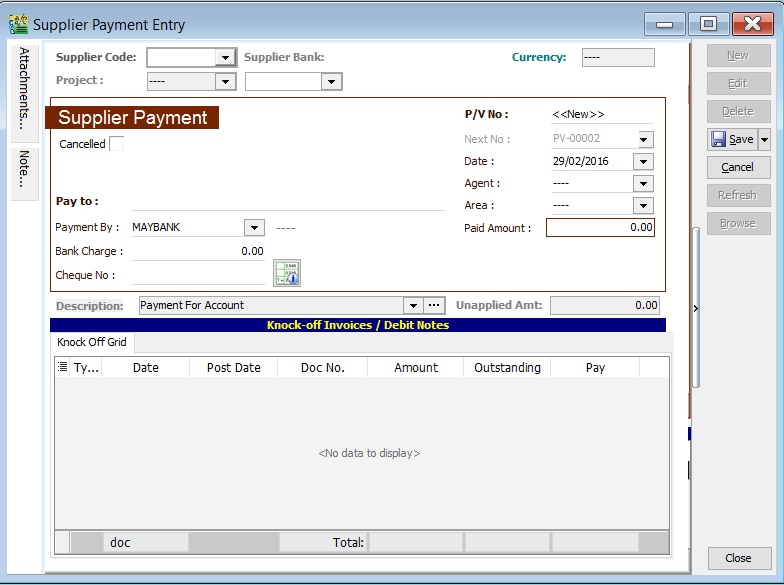 Supplier Payment Entry
Attachments...
Note...
Supplier Code: Supplier Bank: Currency: ----
Project : ----
Supplier Payment
Cancelled
P/V No : <<New>>
Next No : PV-00002
Date : 29/02/2016
Agent : ----
Area : ----
Paid Amount : 0.00
Pay to :
Payment By : MAYBANK ----
Bank Charge : 0.00
Cheque No :
Description: Payment For Account Unapplied Amt: 0.00
Knock-off Invoices / Debit Notes
Knock Off Grid
Ty... Date Post Date Doc No. Amount Outstanding Pay
<No data to display>
doc Total:
New
Edit
Delete
Save
Cancel
Refresh
Browse
Close